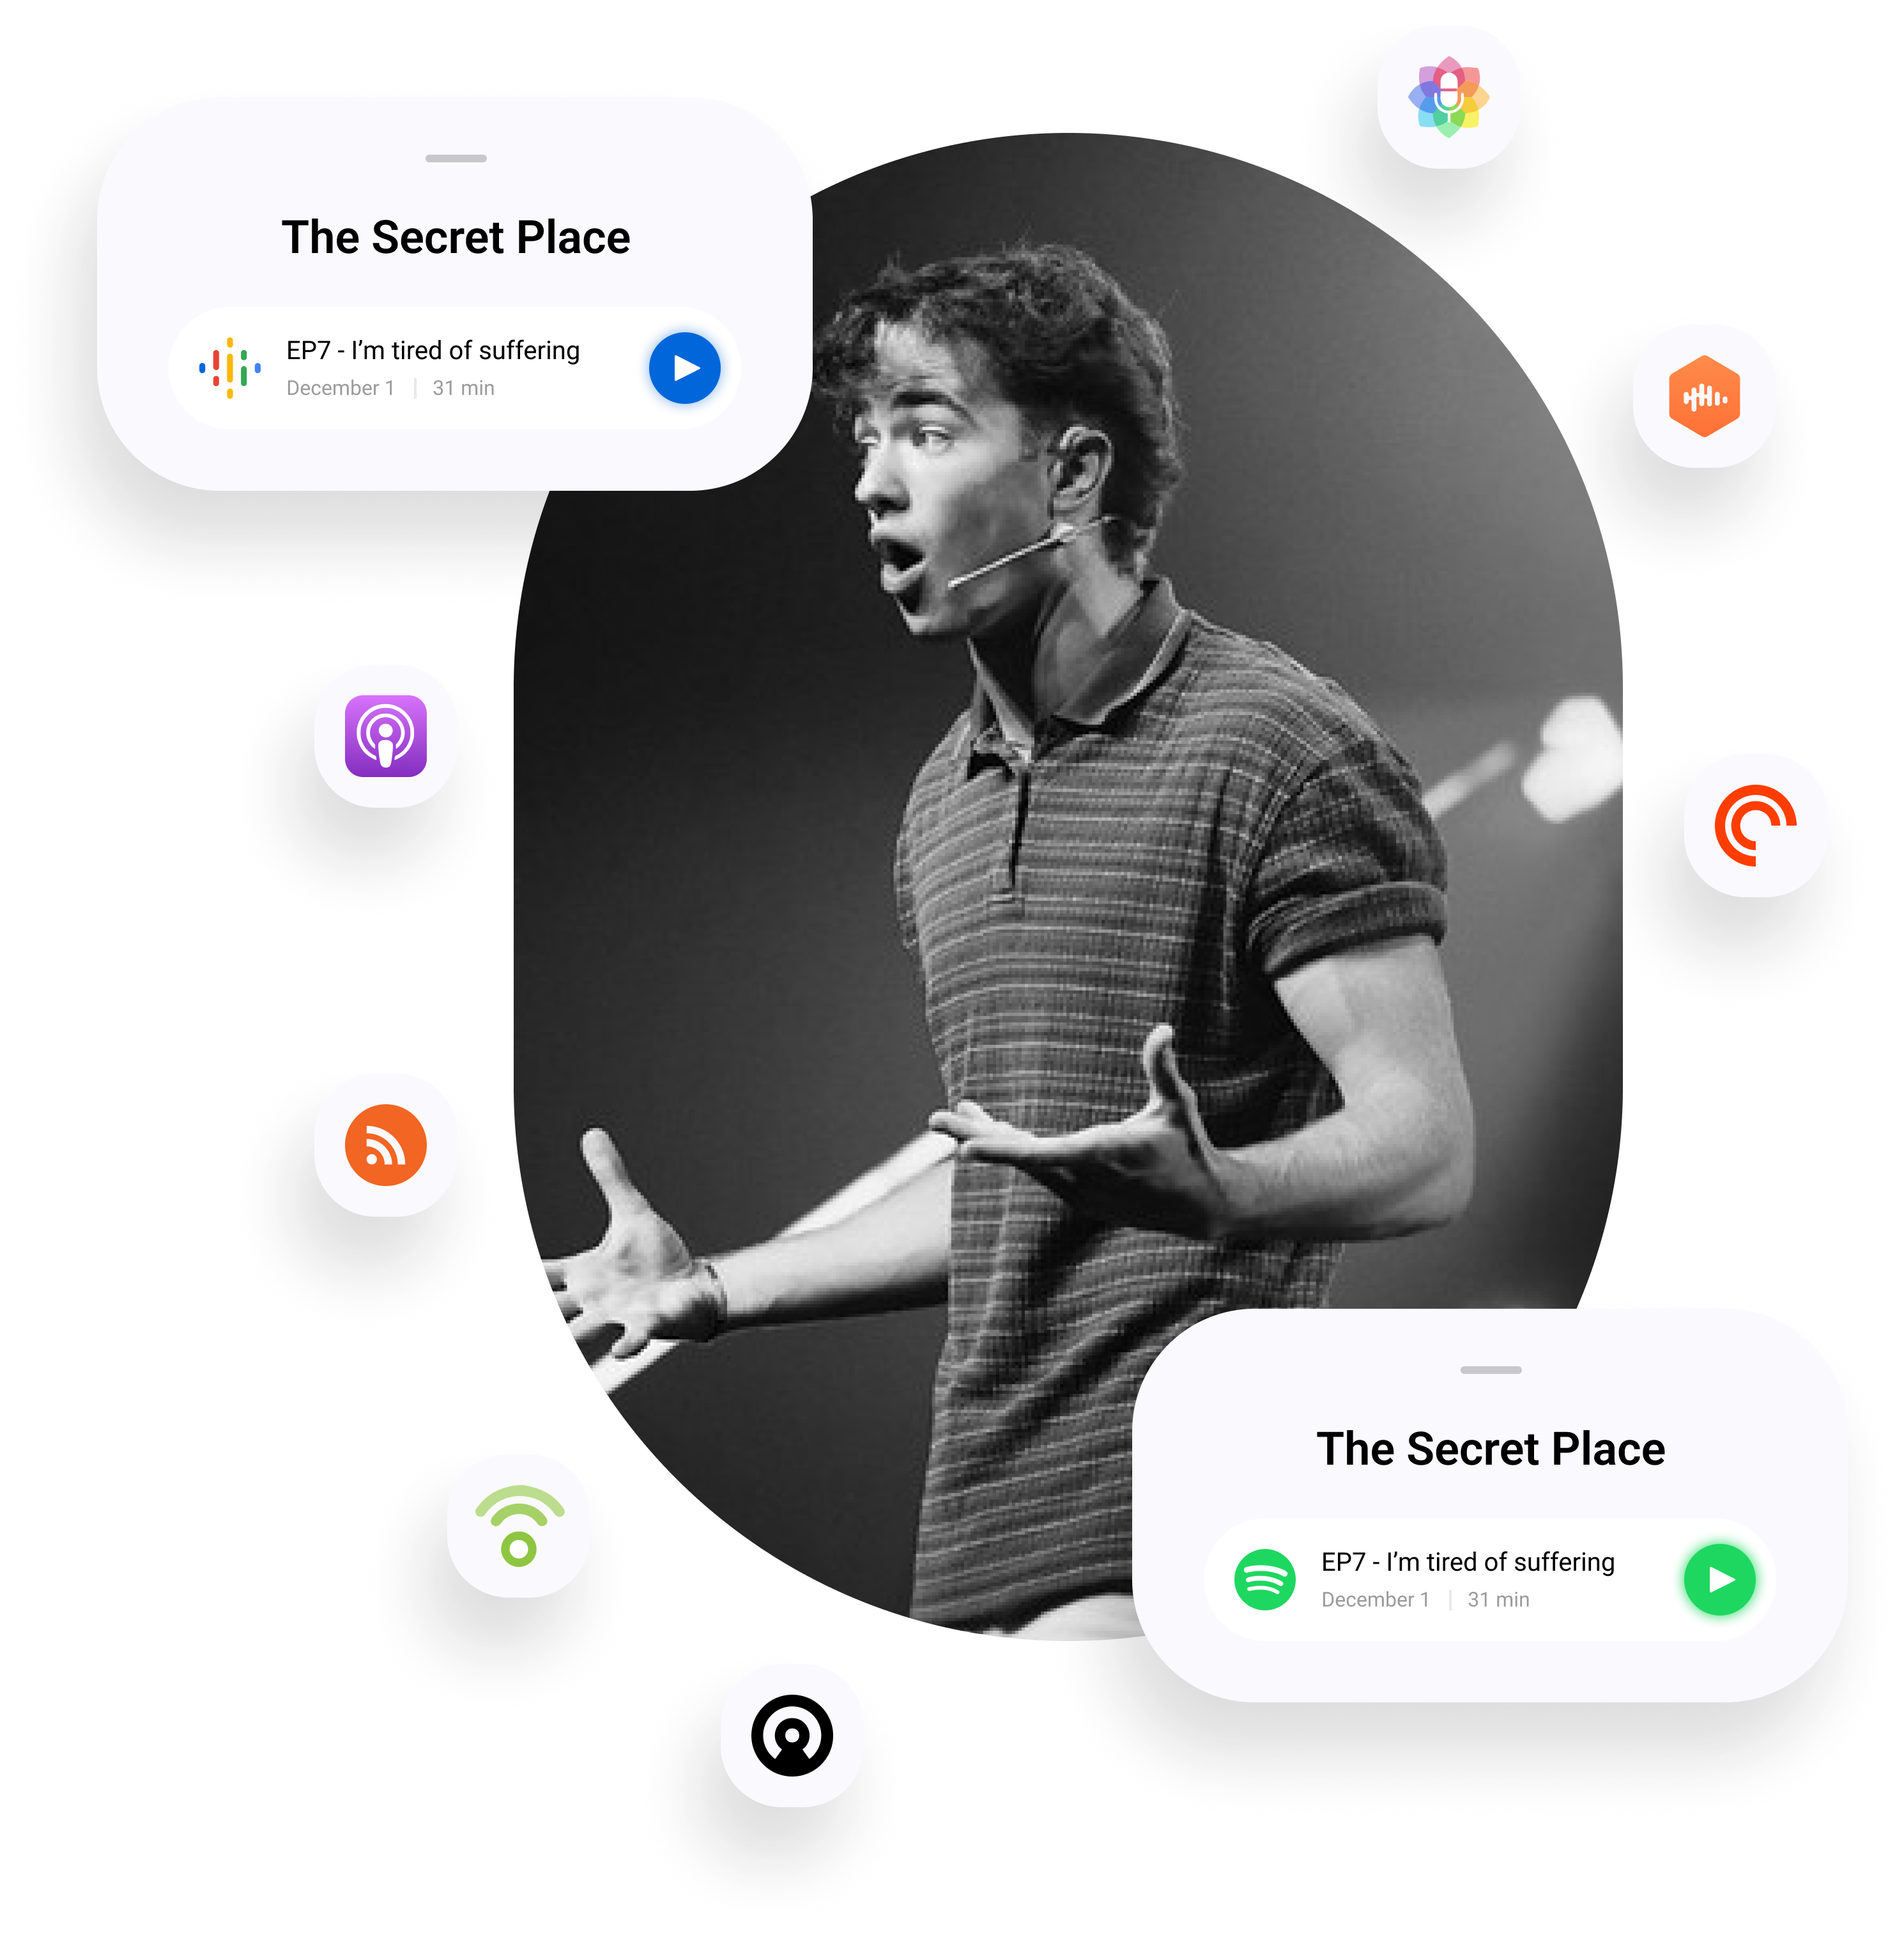 The Secret Place
EP7 - I’m tired of suffering
December 1 | 31 min
The Secret Place
EP7 - I’m tired of suffering
December 1 | 31 min